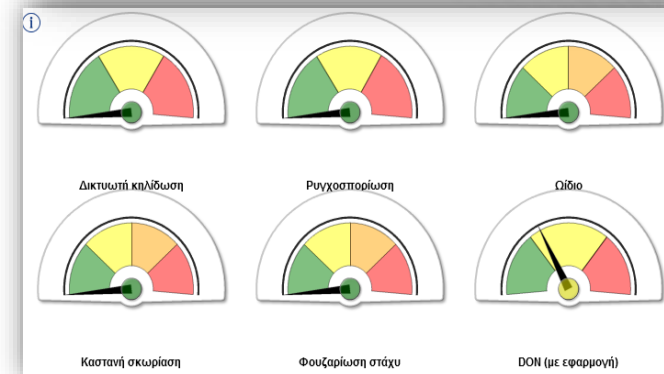 i
Δικτυωτή κηλίδωση
Ρυγχοσπορίωση
Ωίδιο
Καστανή σκωρίαση
Φουζαρίωση στάχυ
DON (με εφαρμογή)